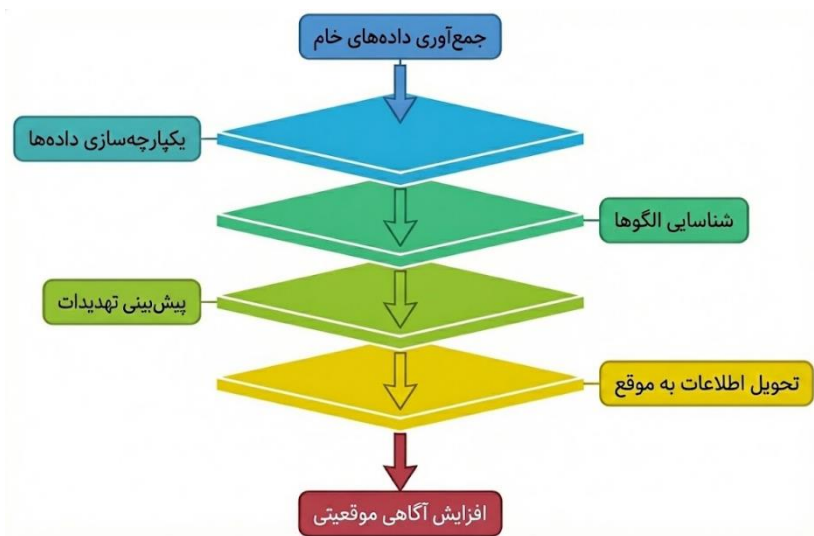 جمع‌آوری داده‌های خام
یکپارچه‌سازی داده‌ها
شناسایی الگوها
پیش‌بینی تهدیدات
تحویل اطلاعات به موقع
افزایش آگاهی موقعیتی